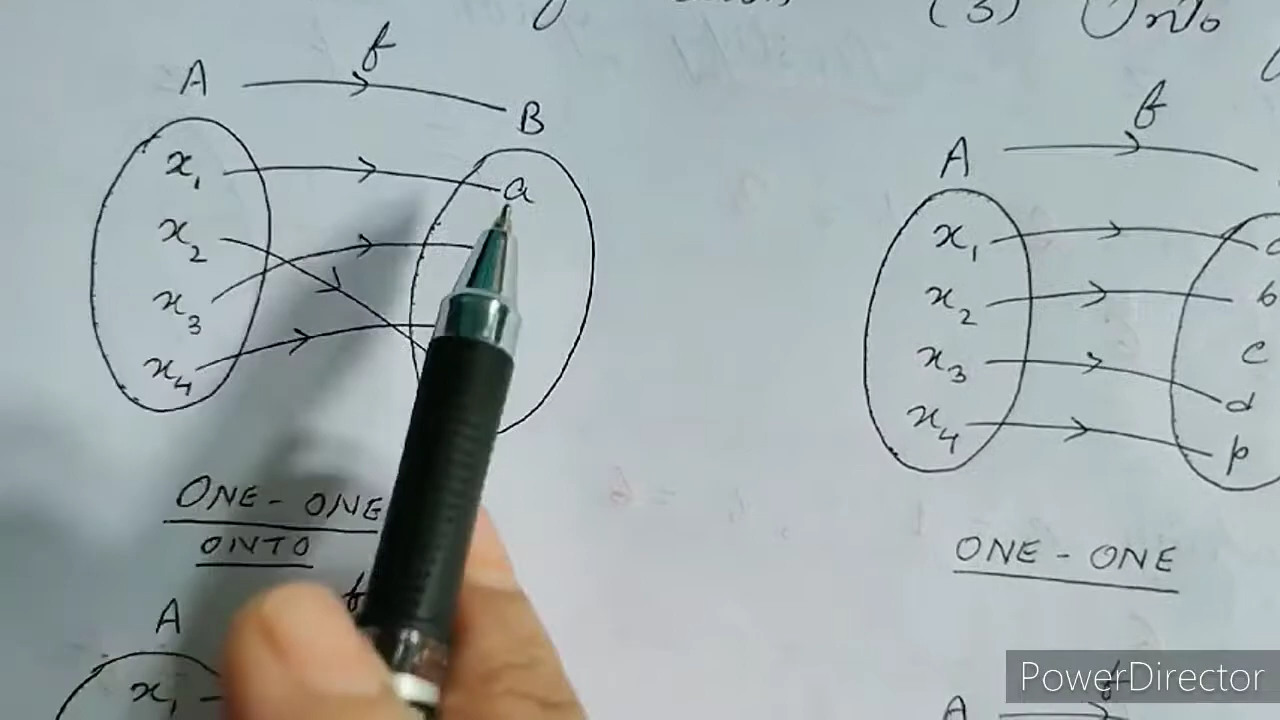 (3) Onto
A f B
x1 a
x2
x3
x4
ONE - ONE
ONTO
A f
x1
A f
x1
x2 b
x3 c
x4 d
p
ONE - ONE
A f
PowerDirector